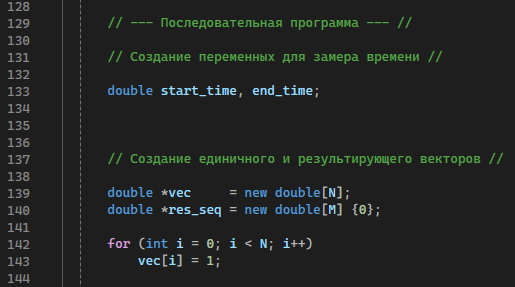 128
129 // --- Последовательная программа --- //
130
131 // Создание переменных для замера времени //
132
133 double start_time, end_time;
134
135
136
137 // Создание единичного и результирующего векторов //
138
139 double *vec     = new double[N];
140 double *res_seq = new double[M] {0};
141
142 for (int i = 0; i < N; i++)
143     vec[i] = 1;
144